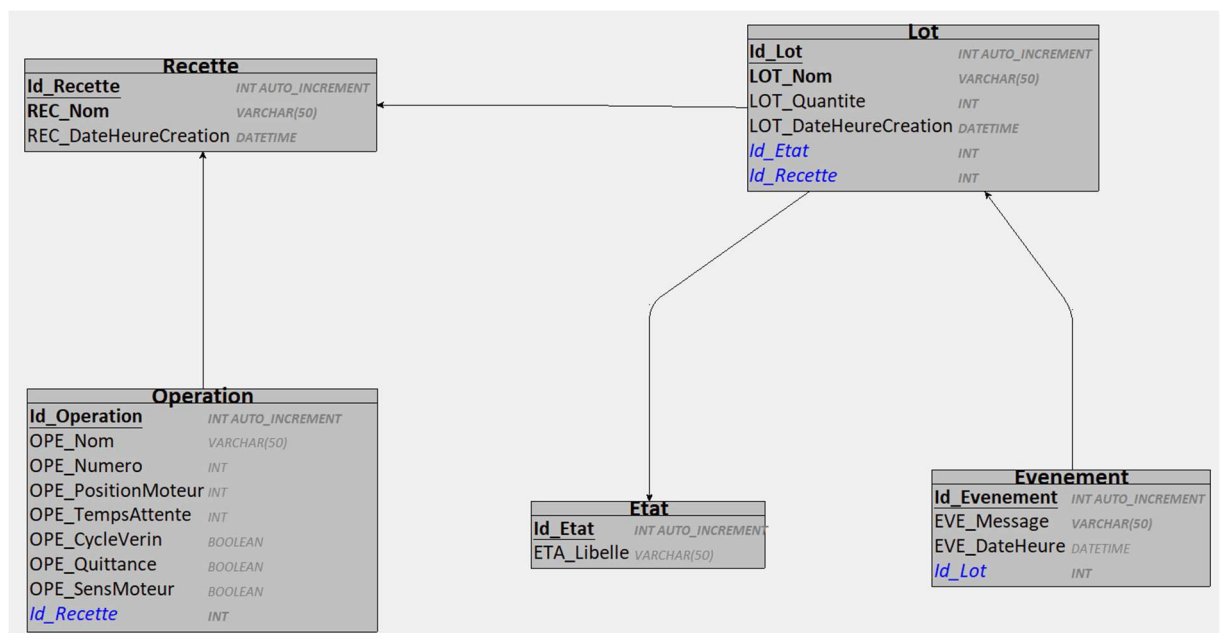 Recette
Id_Recette INT AUTO_INCREMENT
REC_Nom VARCHAR(50)
REC_DateHeureCreation DATETIME
Lot
Id_Lot INT AUTO_INCREMENT
LOT_Nom VARCHAR(50)
LOT_Quantite INT
LOT_DateHeureCreation DATETIME
Id_Etat INT
Id_Recette INT
Operation
Id_Operation INT AUTO_INCREMENT
OPE_Nom VARCHAR(50)
OPE_Numero INT
OPE_PositionMoteur INT
OPE_TempsAttente INT
OPE_CycleVerin BOOLEAN
OPE_Quittance BOOLEAN
OPE_SensMoteur BOOLEAN
Id_Recette INT
Etat
Id_Etat INT AUTO_INCREMENT
ETA_Libelle VARCHAR(50)
Evenement
Id_Evenement INT AUTO_INCREMENT
EVE_Message VARCHAR(50)
EVE_DateHeure DATETIME
Id_Lot INT